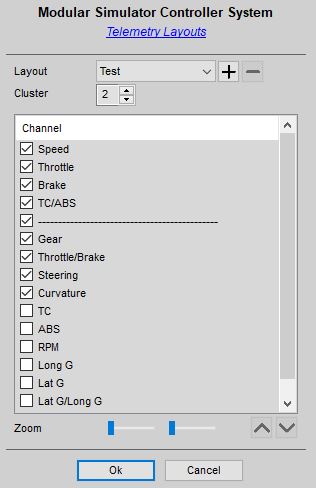 Modular Simulator Controller System
Telemetry Layouts
Layout Test
Cluster 2
Channel
Speed
Throttle
Brake
TC/ABS
---------------------------------------------
Gear
Throttle/Brake
Steering
Curvature
TC
ABS
RPM
Long G
Lat G
Lat G/Long G
Zoom
Ok Cancel